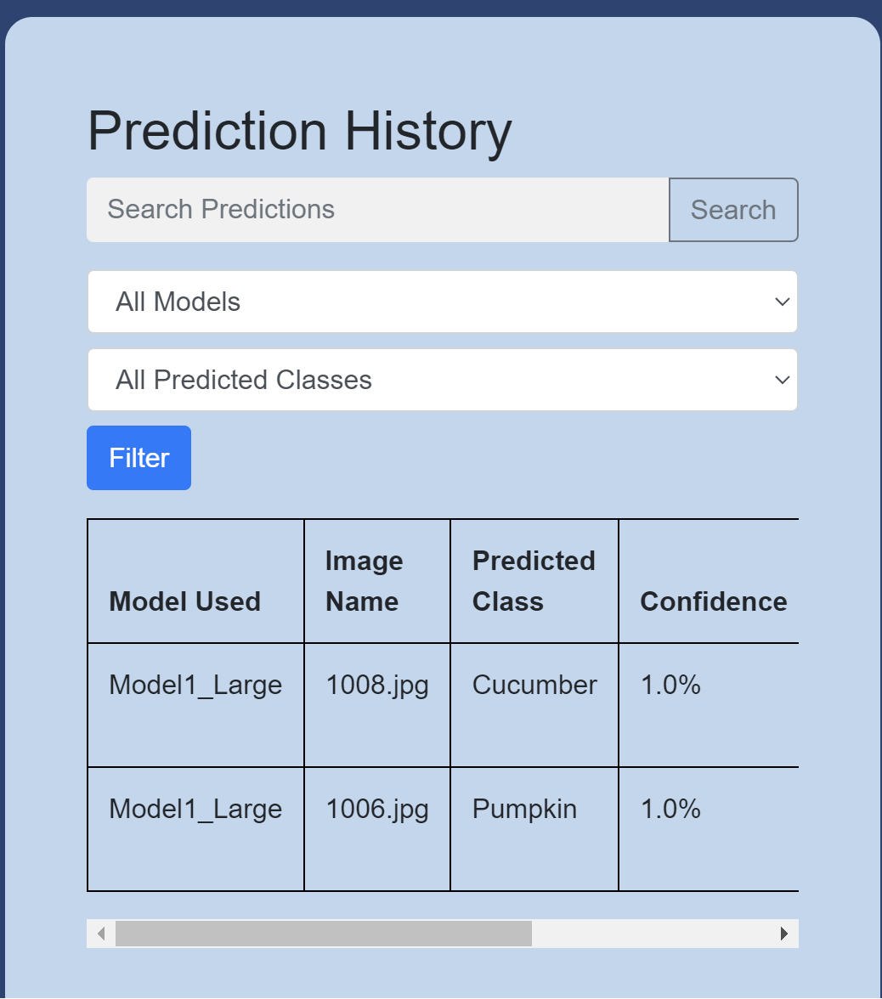 Prediction History
Search Predictions Search
All Models
All Predicted Classes
Filter
Model Used Image Name Predicted Class Confidence
Model1_Large 1008.jpg Cucumber 1.0%
Model1_Large 1006.jpg Pumpkin 1.0%